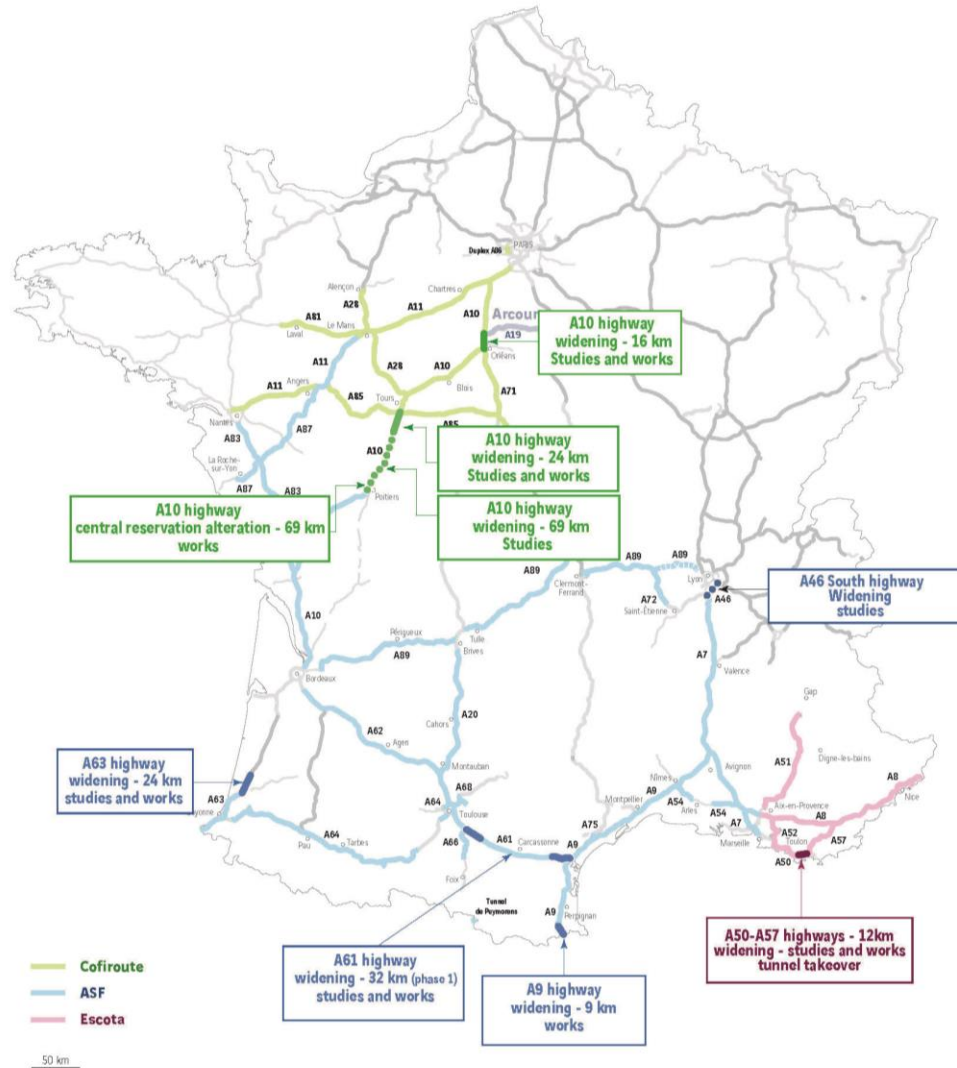 Duplex A86
PARIS
Alençon
Chartres
A28
A11
A10
A81
Laval
Le Mans
Arcour
A19
A10 highway
widening - 16 km
Studies and works
Orléans
A11
A28
A10
Blois
A71
A11
Angers
A85
Tours
A85
Nantes
A83
A87
La Roche-
sur-Yon
A87
A83
A10
Poitiers
A10 highway
widening - 24 km
Studies and works
A10 highway
central reservation alteration - 69 km
works
A10 highway
widening - 69 km
Studies
A89
A89
A89
Clermont-
Ferrand
Lyon
A46
A72
Saint-Étienne
A46 South highway
Widening
studies
A10
Périgueux
A89
Tulle
Brives
A7
Valence
Bordeaux
Gap
A20
Cahors
A62
Agen
Montauban
A51
Digne-les-bains
A63 highway
widening - 24 km
studies and works
A63
A68
A64
Toulouse
Nîmes
Avignon
A9
A54
Arles
A54
Montpellier
A7
Marseille
Aix-en-Provence
A8
A8
Nice
A52
Toulon
A57
A50
A64
Pau
Tarbes
A66
A61
Carcassonne
A9
A75
Foix
Tunnel
de Puymorens
A9
Perpignan
A50-A57 highways - 12km
widening - studies and works
tunnel takeover
A61 highway
widening - 32 km (phase 1)
studies and works
A9 highway
widening - 9 km
works
Cofiroute
ASF
Escota
50 km